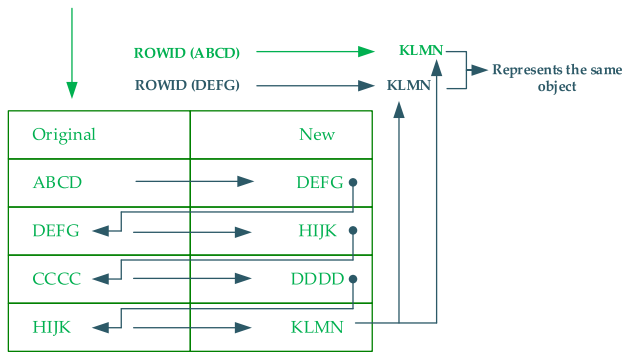 ROWID (ABCD) KLMN
ROWID (DEFG) KLMN
Represents the same
object
Original New
ABCD DEFG
DEFG HIJK
CCCC DDDD
HIJK KLMN